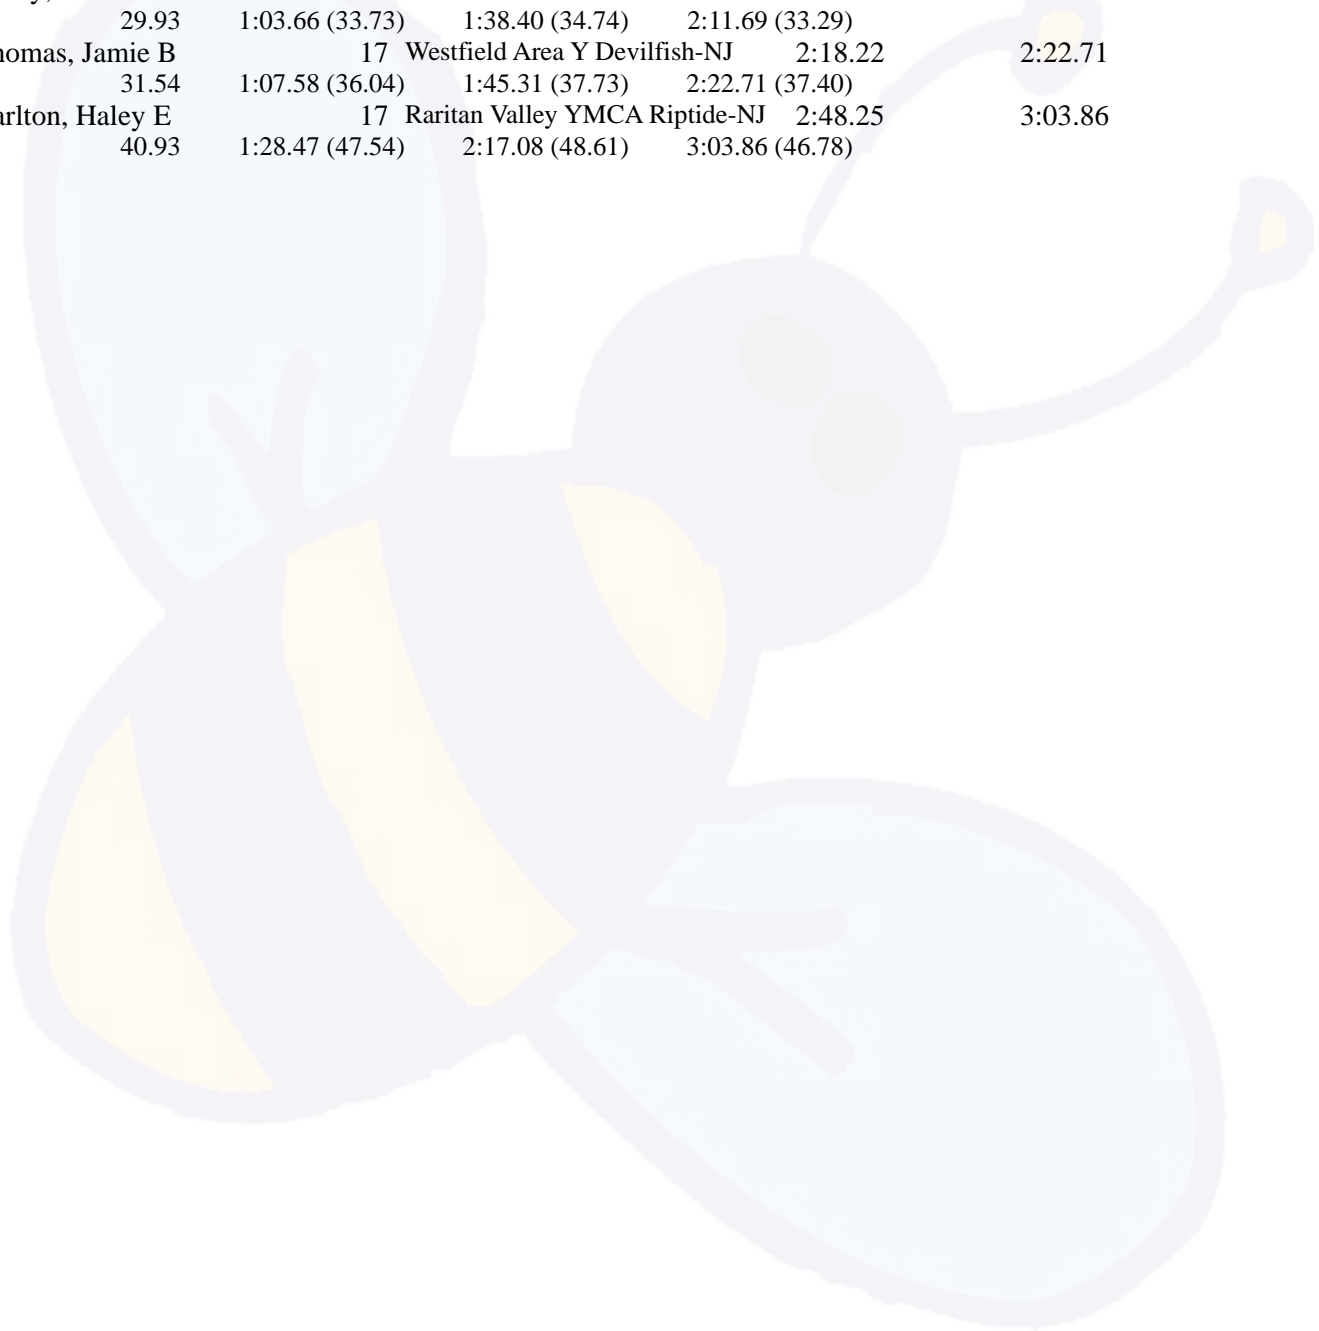 29.93 1:03.66 (33.73) 1:38.40 (34.74) 2:11.69 (33.29)
homas, Jamie B 17 Westfield Area Y Devilfish-NJ 2:18.22 2:22.71
31.54 1:07.58 (36.04) 1:45.31 (37.73) 2:22.71 (37.40)
arlton, Haley E 17 Raritan Valley YMCA Riptide-NJ 2:48.25 3:03.86
40.93 1:28.47 (47.54) 2:17.08 (48.61) 3:03.86 (46.78)